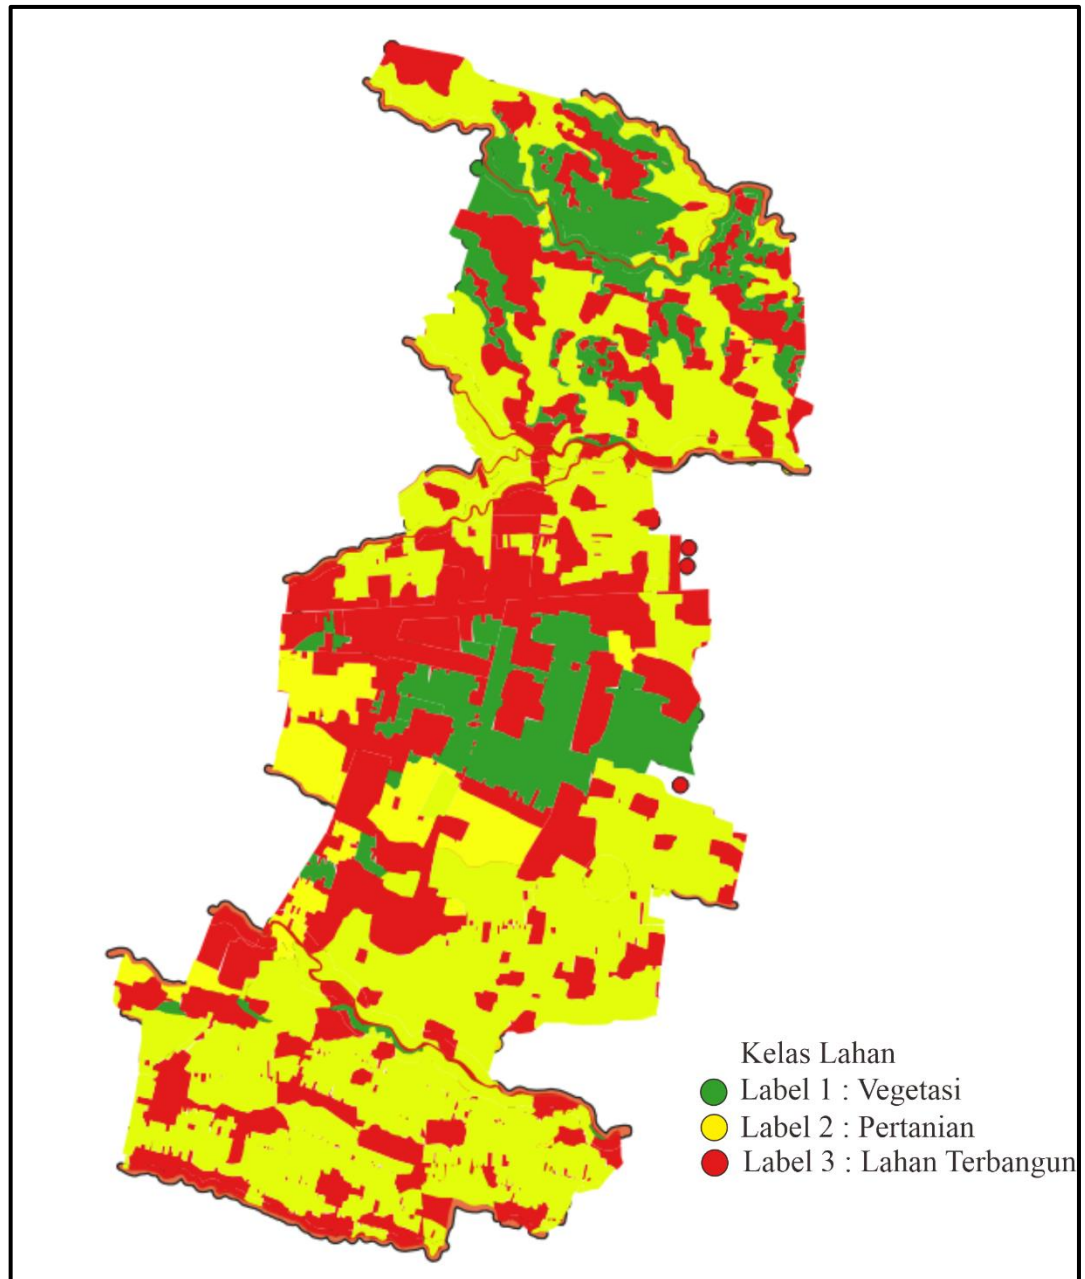 Kelas Lahan
Label 1 : Vegetasi
Label 2 : Pertanian
Label 3 : Lahan Terbangun